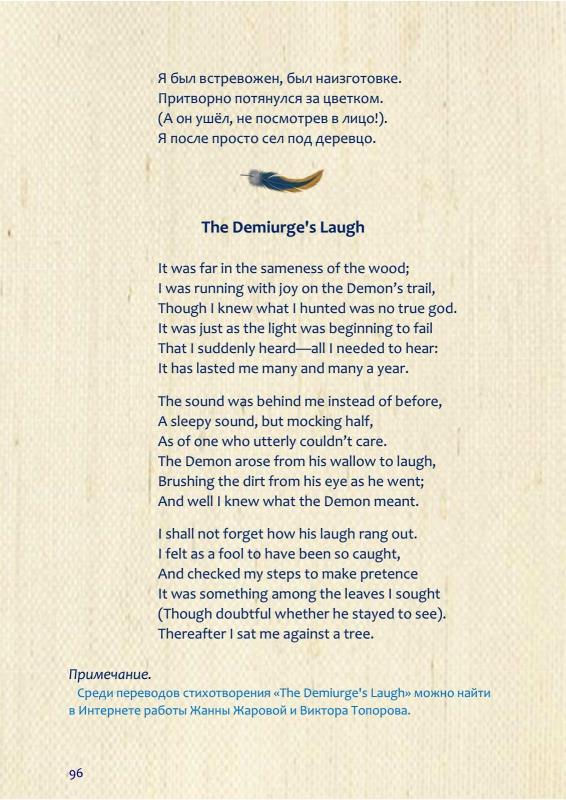 Я был встревожен, был наизготовке.
Притворно потянулся за цветком.
(А он ушёл, не посмотрев в лицо!).
Я после просто сел под деревцо.
The Demiurge's Laugh
It was far in the sameness of the wood;
I was running with joy on the Demon’s trail,
Though I knew what I hunted was no true god.
It was just as the light was beginning to fail
That I suddenly heard—all I needed to hear:
It has lasted me many and many a year.
The sound was behind me instead of before,
A sleepy sound, but mocking half,
As of one who utterly couldn’t care.
The Demon arose from his wallow to laugh,
Brushing the dirt from his eye as he went;
And well I knew what the Demon meant.
I shall not forget how his laugh rang out.
I felt as a fool to have been so caught,
And checked my steps to make pretence
It was something among the leaves I sought
(Though doubtful whether he stayed to see).
Thereafter I sat me against a tree.
Примечание.
Среди переводов стихотворения «The Demiurge's Laugh» можно найти
в Интернете работы Жанны Жаровой и Виктора Топорова.
96